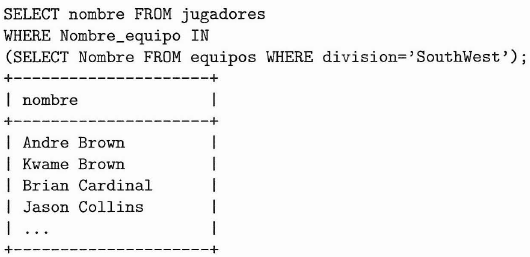 SELECT nombre FROM jugadores
WHERE Nombre_equipo IN
(SELECT Nombre FROM equipos WHERE division='SouthWest');
+--------------------+
| nombre             |
+--------------------+
| Andre Brown        |
| Kwame Brown        |
| Brian Cardinal     |
| Jason Collins      |
| ...                |
+--------------------+